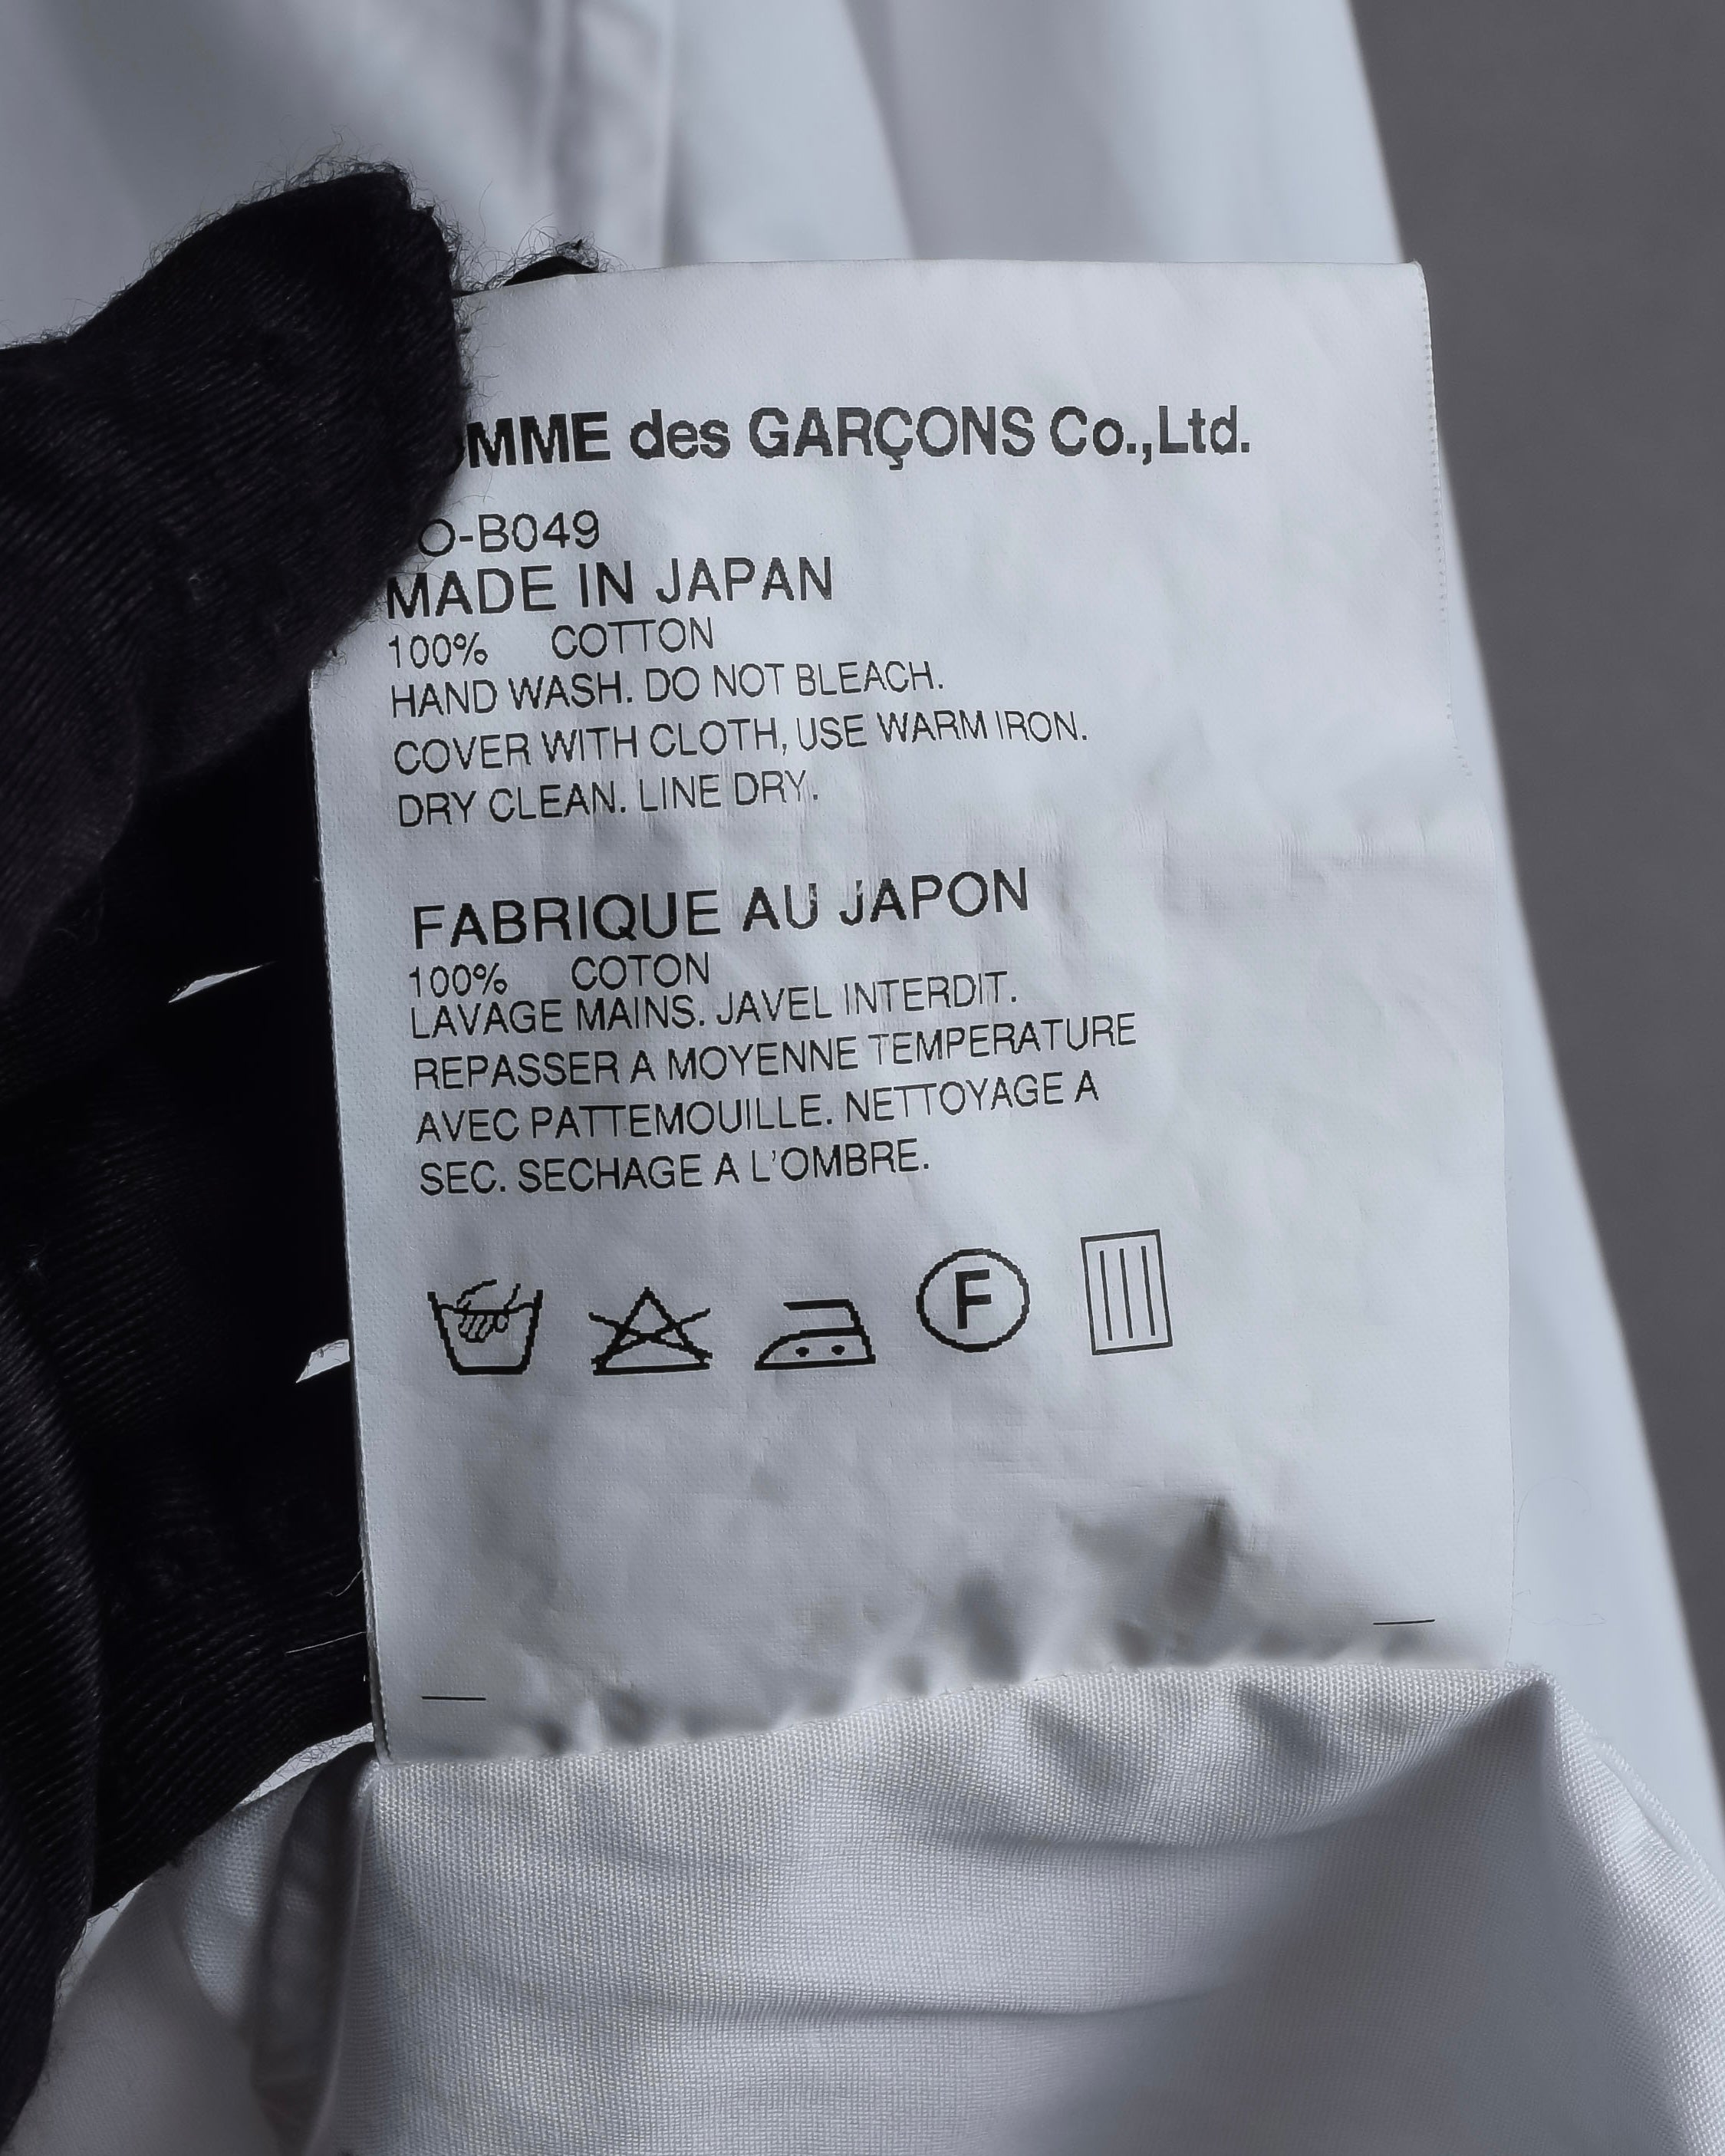 MME des GARÇONS Co.,Ltd.
O-B049
MADE IN JAPAN
100% COTTON
HAND WASH. DO NOT BLEACH.
COVER WITH CLOTH, USE WARM IRON.
DRY CLEAN. LINE DRY.
FABRIQUE AU JAPON
100% COTON
LAVAGE MAINS. JAVEL INTERDIT.
REPASSER A MOYENNE TEMPERATURE
AVEC PATTEMOUILLE. NETTOYAGE A
SEC. SECHAGE A L'OMBRE.
F